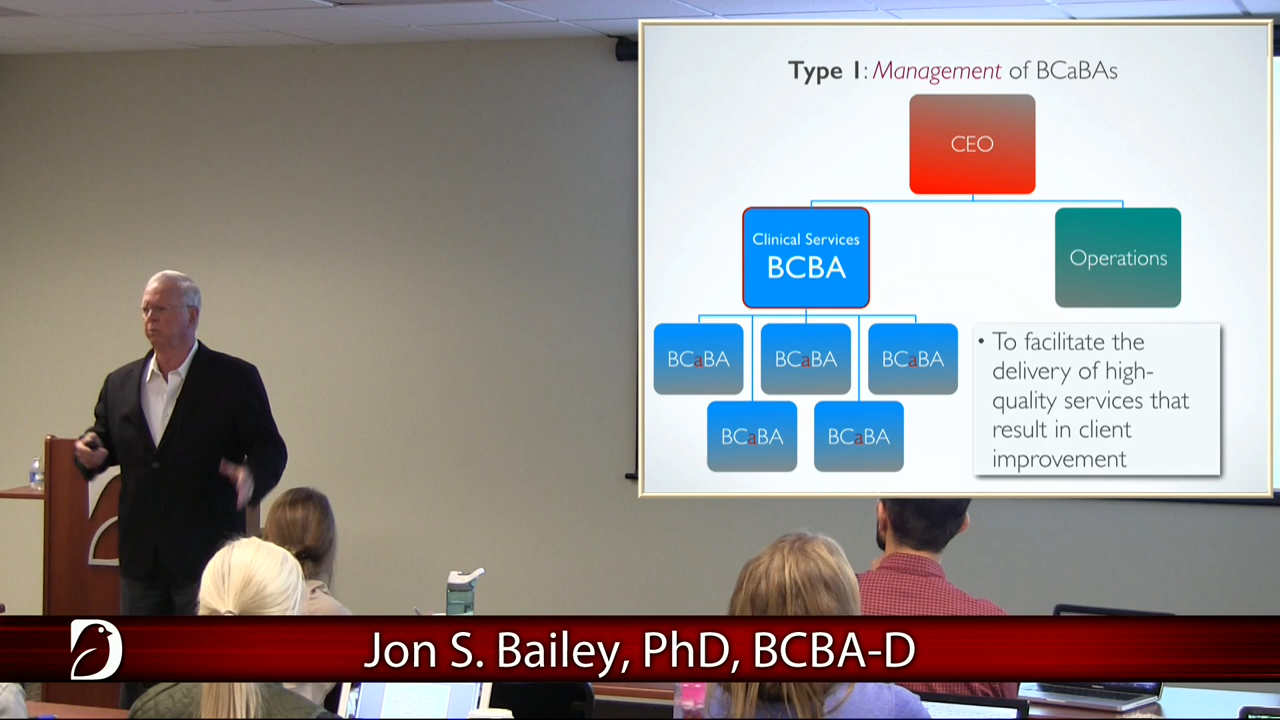 Type 1: Management of BCaBAs
CEO
Clinical Services
BCBA
Operations
BCaBA
BCaBA
BCaBA
BCaBA
BCaBA
• To facilitate the
delivery of high-
quality services that
result in client
improvement
Jon S. Bailey, PhD, BCBA-D